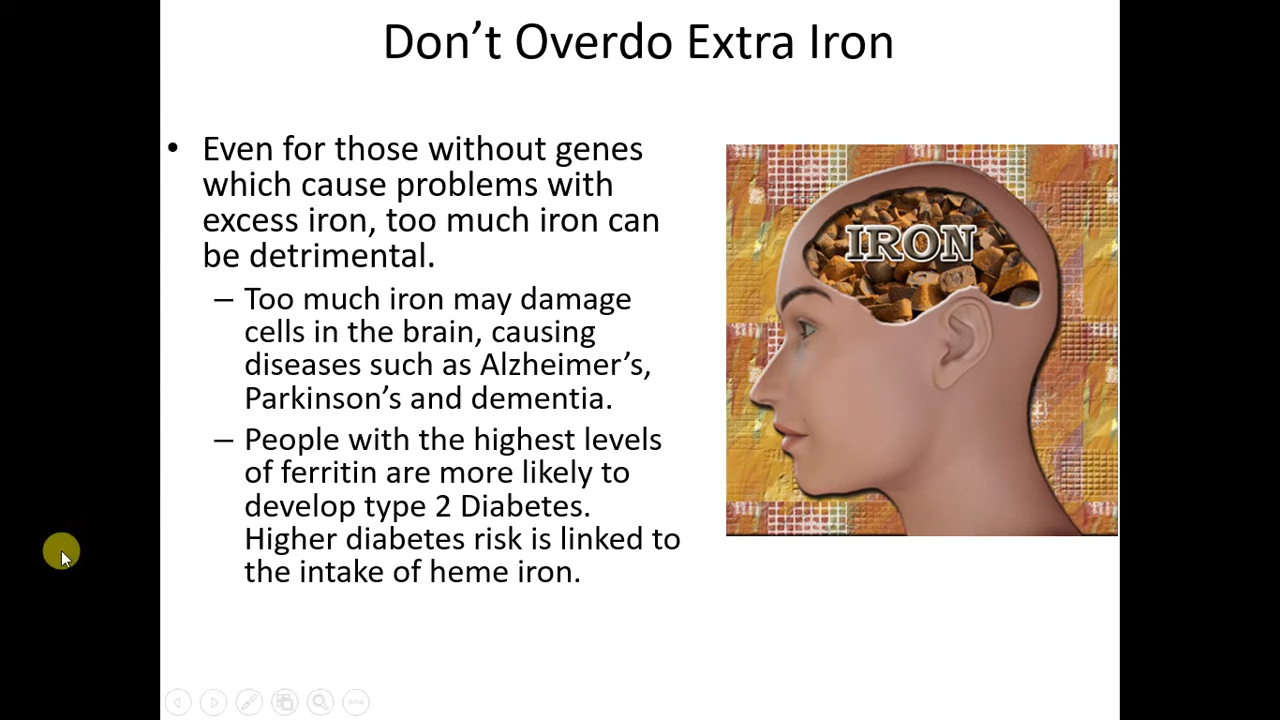 Don’t Overdo Extra Iron
• Even for those without genes
which cause problems with
excess iron, too much iron can
be detrimental.
– Too much iron may damage
cells in the brain, causing
diseases such as Alzheimer’s,
Parkinson’s and dementia.
– People with the highest levels
of ferritin are more likely to
develop type 2 Diabetes.
Higher diabetes risk is linked to
the intake of heme iron.
IRON